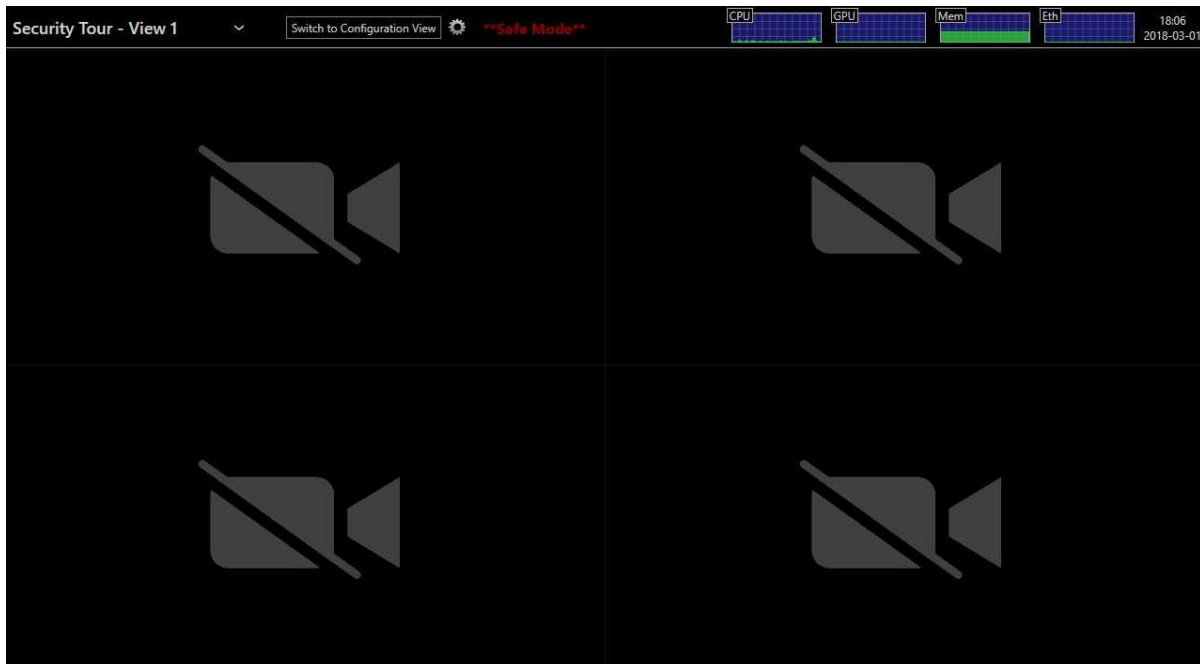 Security Tour - View 1
Switch to Configuration View
**Safe Mode**
CPU
GPU
Mem
Eth
18:06
2018-03-01